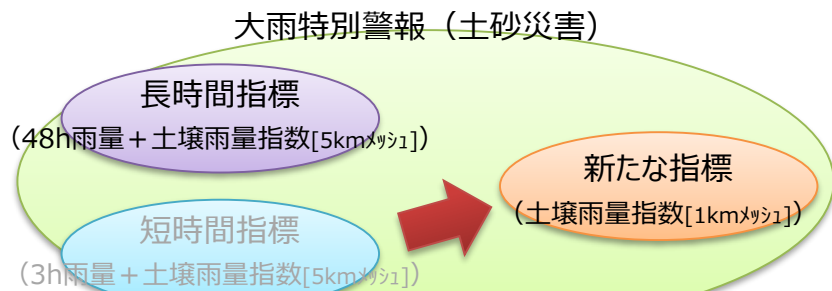 大雨特別警報（土砂災害）
長時間指標
（48h雨量＋土壌雨量指数[5kmﾒｯｼｭ]）
新たな指標
（土壌雨量指数[1kmﾒｯｼｭ]）
短時間指標
（3h雨量＋土壌雨量指数[5kmﾒｯｼｭ]）